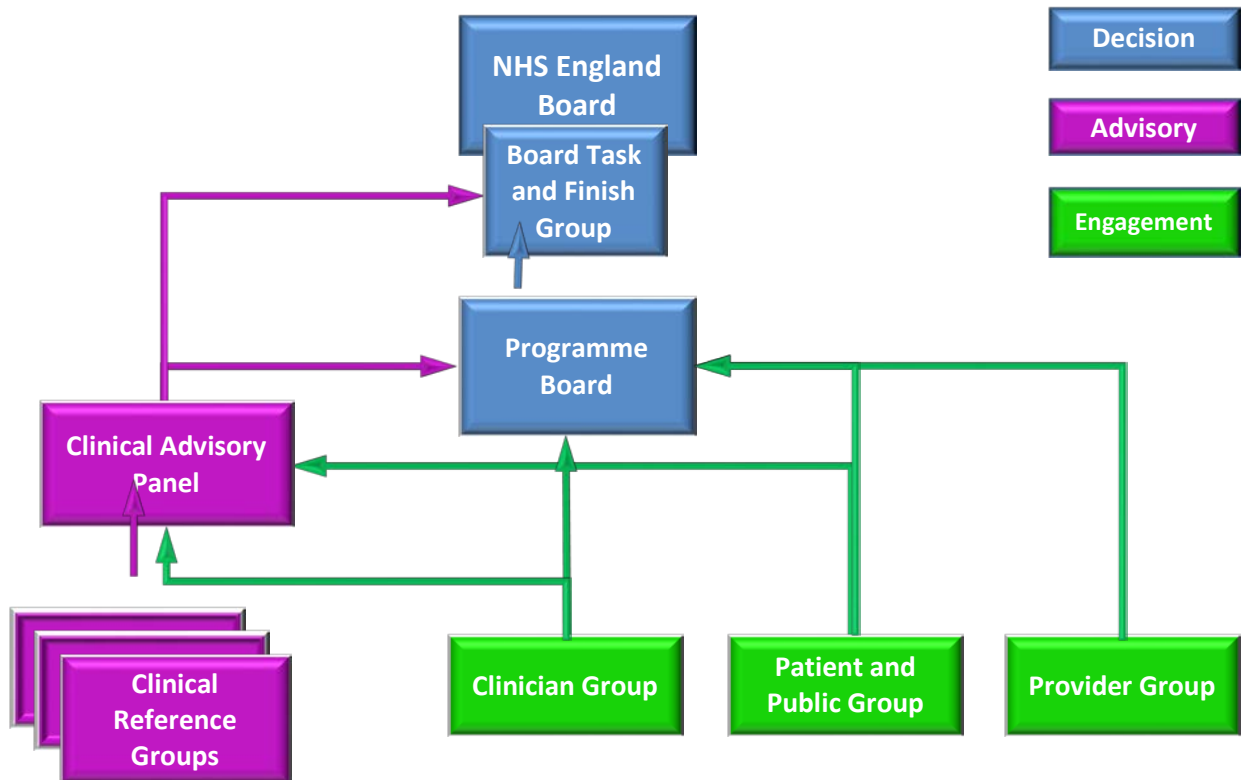 NHS England
Board
Board Task
and Finish
Group
Decision
Advisory
Engagement
Programme
Board
Clinical Advisory
Panel
Clinical
Reference
Groups
Clinician Group
Patient and
Public Group
Provider Group